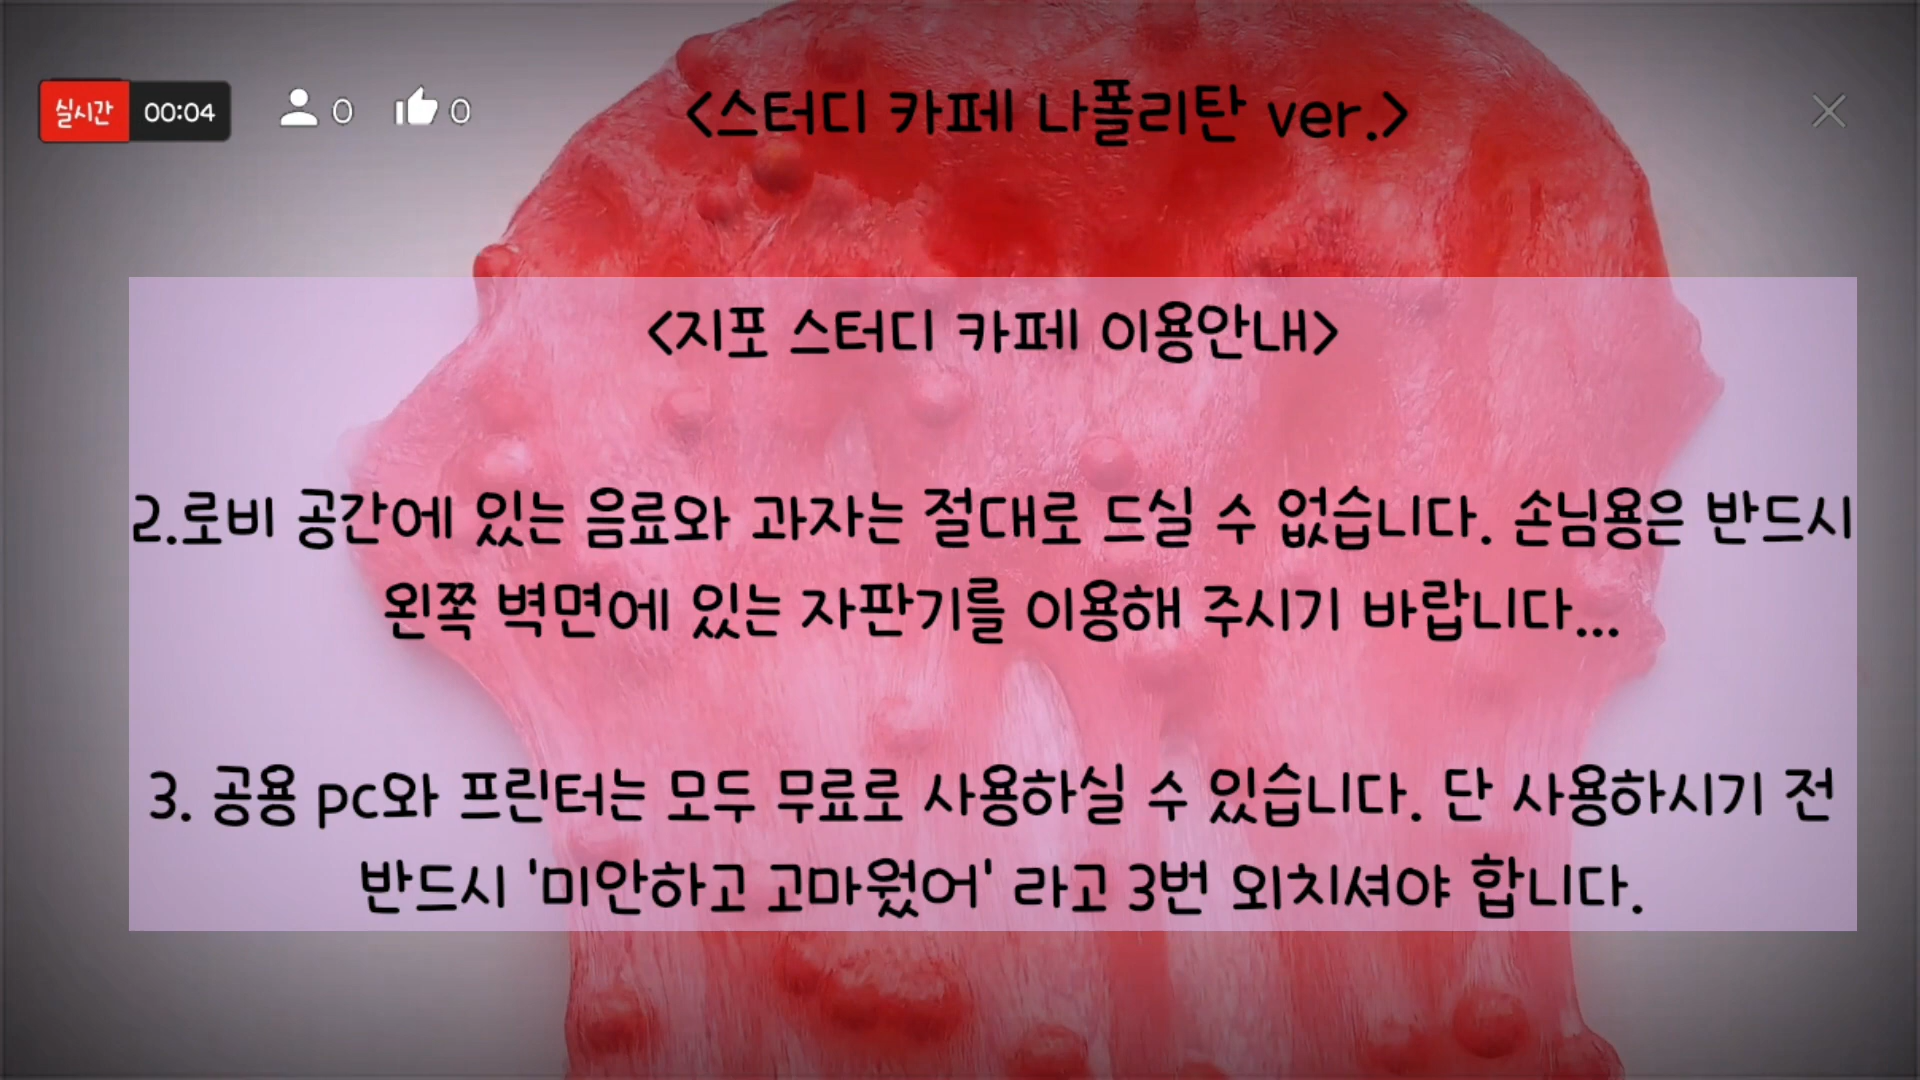 실시간 00:04 0 0
<스터디 카페 나폴리탄 ver.>
<지포 스터디 카페 이용안내>
2.로비 공간에 있는 음료와 과자는 절대로 드실 수 없습니다. 손님용은 반드시
왼쪽 벽면에 있는 자판기를 이용해 주시기 바랍니다...
3. 공용 pc와 프린터는 모두 무료로 사용하실 수 있습니다. 단 사용하시기 전
반드시 '미안하고 고마웠어' 라고 3번 외치셔야 합니다.